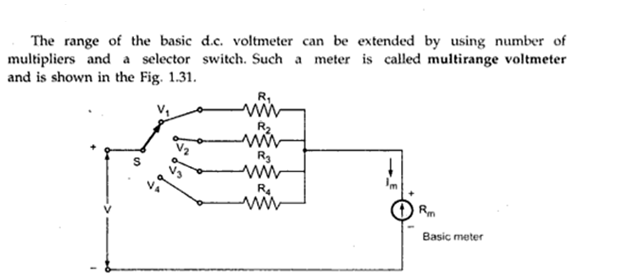 The range of the basic d.c. voltmeter can be extended by using number of
multipliers and a selector switch. Such a meter is called multirange voltmeter
and is shown in the Fig. 1.31.
R1
V1
R2
+
V2
S
R3
V3
Im
V4
R4
+
V
Rm
−
Basic meter
−